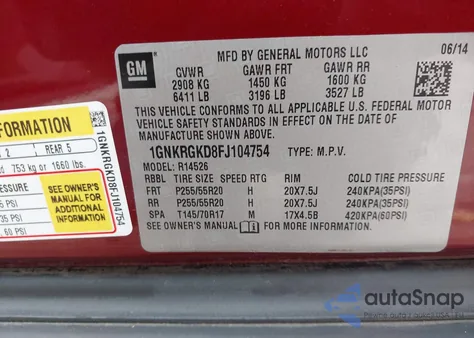 GM
MFD BY GENERAL MOTORS LLC 06/14
GVWR GAWR FRT GAWR RR
2908 KG 1450 KG 1600 KG
6411 LB 3196 LB 3527 LB
THIS VEHICLE CONFORMS TO ALL APPLICABLE U.S. FEDERAL MOTOR
VEHICLE SAFETY STANDARDS IN EFFECT ON THE DATE OF
MANUFACTURE SHOWN ABOVE.
1GNKRGKD8FJ104754 TYPE: M.P.V.
MODEL: R14526
RBBL TIRE SIZE SPEED RTG RIM COLD TIRE PRESSURE
FRT P255/55R20 H 20X7.5J 240KPA(35PSI)
RR P255/55R20 H 20X7.5J 240KPA(35PSI)
SPA T145/70R17 M 17X4.5B 420KPA(60PSI)
SEE OWNER'S MANUAL FOR ADDITIONAL INFORMATION
FORMATION
2 REAR 5
753 kg or 1660 lbs.
SEE OWNER'S
MANUAL FOR
ADDITIONAL
INFORMATION
1GNKRGKD8FJ104754
autoSnap